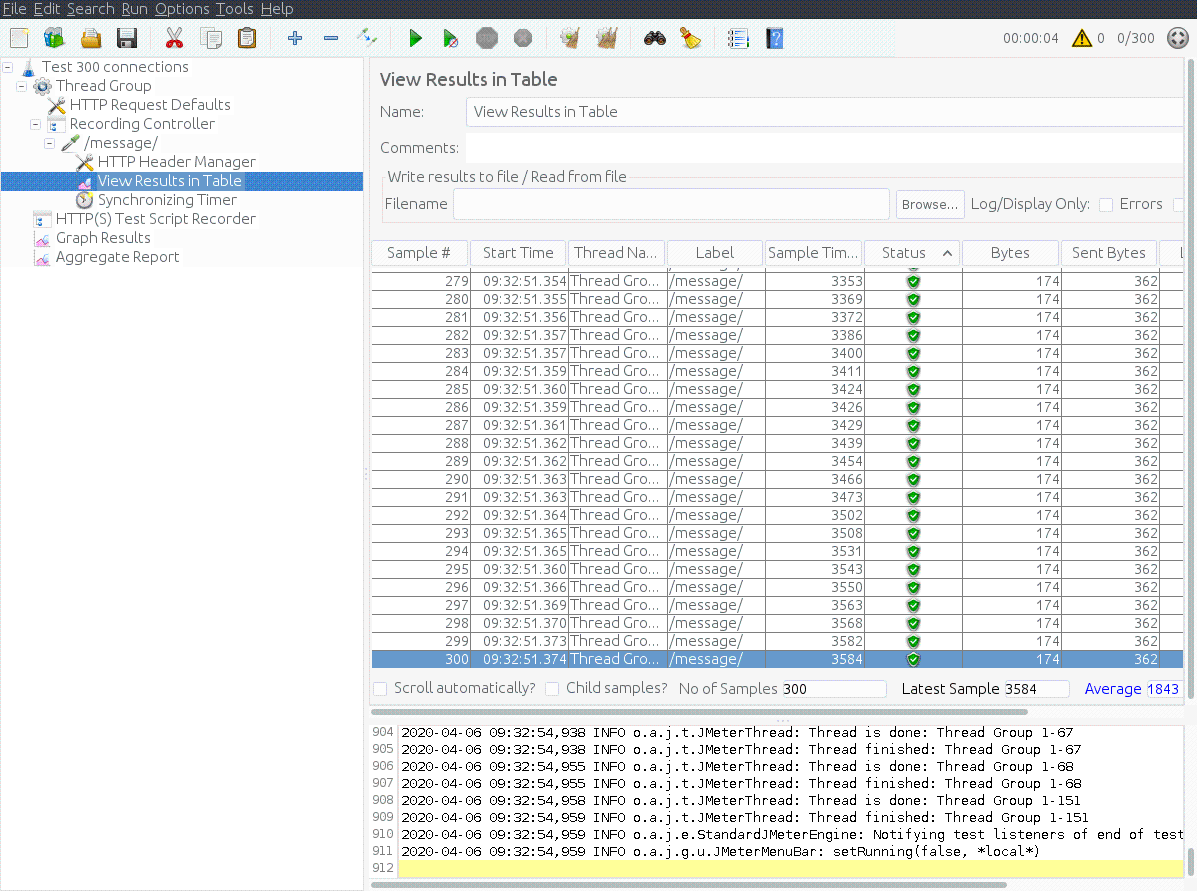 File Edit Search Run Options Tools Help
00:00:04 0 0/300
Test 300 connections
Thread Group
HTTP Request Defaults
Recording Controller
/message/
HTTP Header Manager
View Results in Table
Synchronizing Timer
HTTP(S) Test Script Recorder
Graph Results
Aggregate Report
View Results in Table
Name: View Results in Table
Comments:
Write results to file / Read from file
Filename Browse... Log/Display Only: Errors
Sample # Start Time Thread Na... Label Sample Tim... Status Bytes Sent Bytes
279 09:32:51.354 Thread Gro... /message/ 3353 174 362
280 09:32:51.355 Thread Gro... /message/ 3369 174 362
281 09:32:51.356 Thread Gro... /message/ 3372 174 362
282 09:32:51.357 Thread Gro... /message/ 3386 174 362
283 09:32:51.357 Thread Gro... /message/ 3400 174 362
284 09:32:51.359 Thread Gro... /message/ 3411 174 362
285 09:32:51.360 Thread Gro... /message/ 3424 174 362
286 09:32:51.359 Thread Gro... /message/ 3426 174 362
287 09:32:51.361 Thread Gro... /message/ 3429 174 362
288 09:32:51.362 Thread Gro... /message/ 3439 174 362
289 09:32:51.362 Thread Gro... /message/ 3454 174 362
290 09:32:51.363 Thread Gro... /message/ 3466 174 362
291 09:32:51.363 Thread Gro... /message/ 3473 174 362
292 09:32:51.364 Thread Gro... /message/ 3502 174 362
293 09:32:51.365 Thread Gro... /message/ 3508 174 362
294 09:32:51.365 Thread Gro... /message/ 3531 174 362
295 09:32:51.360 Thread Gro... /message/ 3543 174 362
296 09:32:51.366 Thread Gro... /message/ 3550 174 362
297 09:32:51.369 Thread Gro... /message/ 3563 174 362
298 09:32:51.370 Thread Gro... /message/ 3568 174 362
299 09:32:51.373 Thread Gro... /message/ 3582 174 362
300 09:32:51.374 Thread Gro... /message/ 3584 174 362
Scroll automatically? Child samples? No of Samples 300 Latest Sample 3584 Average 1843
904 2020-04-06 09:32:54,938 INFO o.a.j.t.JMeterThread: Thread is done: Thread Group 1-67
905 2020-04-06 09:32:54,938 INFO o.a.j.t.JMeterThread: Thread finished: Thread Group 1-67
906 2020-04-06 09:32:54,955 INFO o.a.j.t.JMeterThread: Thread is done: Thread Group 1-68
907 2020-04-06 09:32:54,955 INFO o.a.j.t.JMeterThread: Thread finished: Thread Group 1-68
908 2020-04-06 09:32:54,958 INFO o.a.j.t.JMeterThread: Thread is done: Thread Group 1-151
909 2020-04-06 09:32:54,959 INFO o.a.j.t.JMeterThread: Thread finished: Thread Group 1-151
910 2020-04-06 09:32:54,959 INFO o.a.j.e.StandardJMeterEngine: Notifying test listeners of end of test
911 2020-04-06 09:32:54,959 INFO o.a.j.g.u.JMeterMenuBar: setRunning(false, *local*)
912